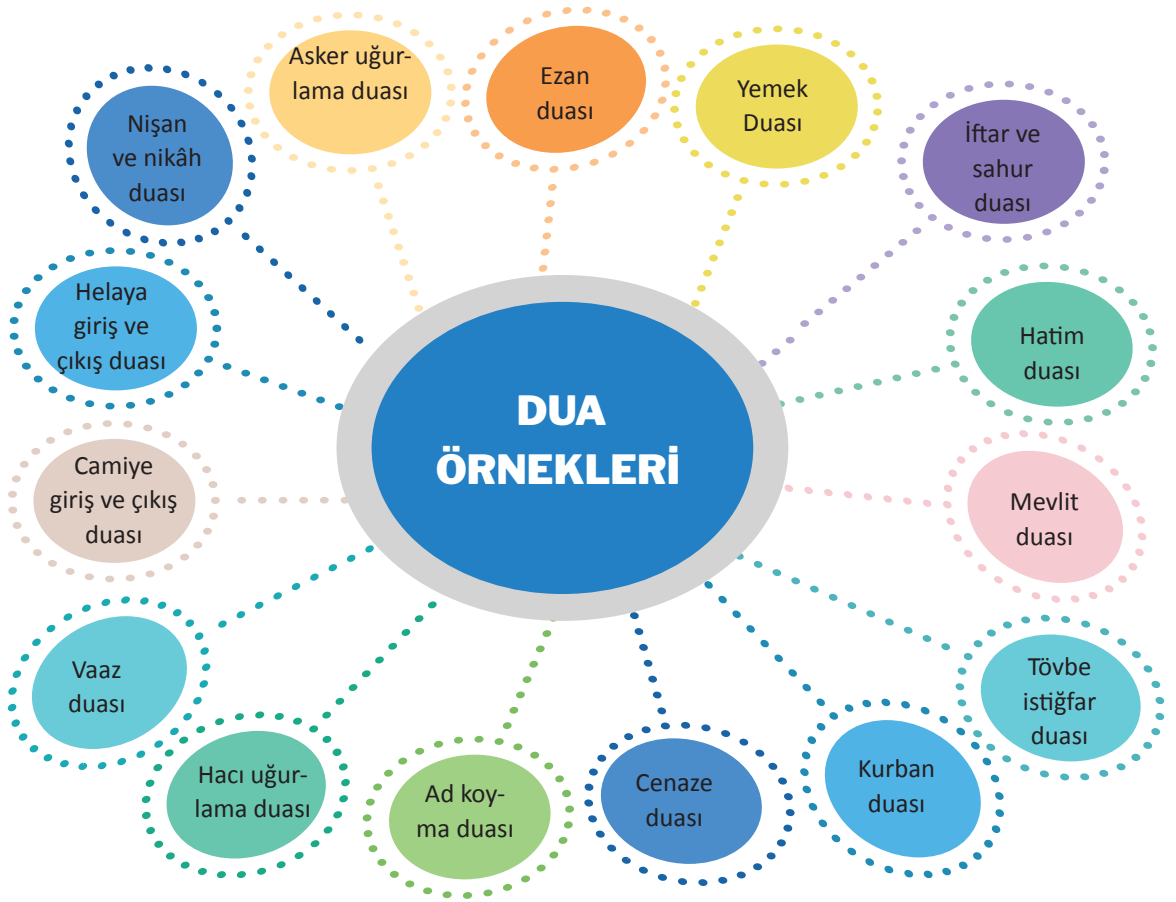 Asker uğur-
lama duası
Ezan
duası
Yemek
Duası
İftar ve
sahur
duası
Nişan
ve nikâh
duası
Helaya
giriş ve
çıkış duası
Hatim
duası
DUA
ÖRNEKLERİ
Camiye
giriş ve çıkış
duası
Mevlit
duası
Vaaz
duası
Tövbe
istiğfar
duası
Hacı uğur-
lama duası
Ad koy-
ma duası
Cenaze
duası
Kurban
duası